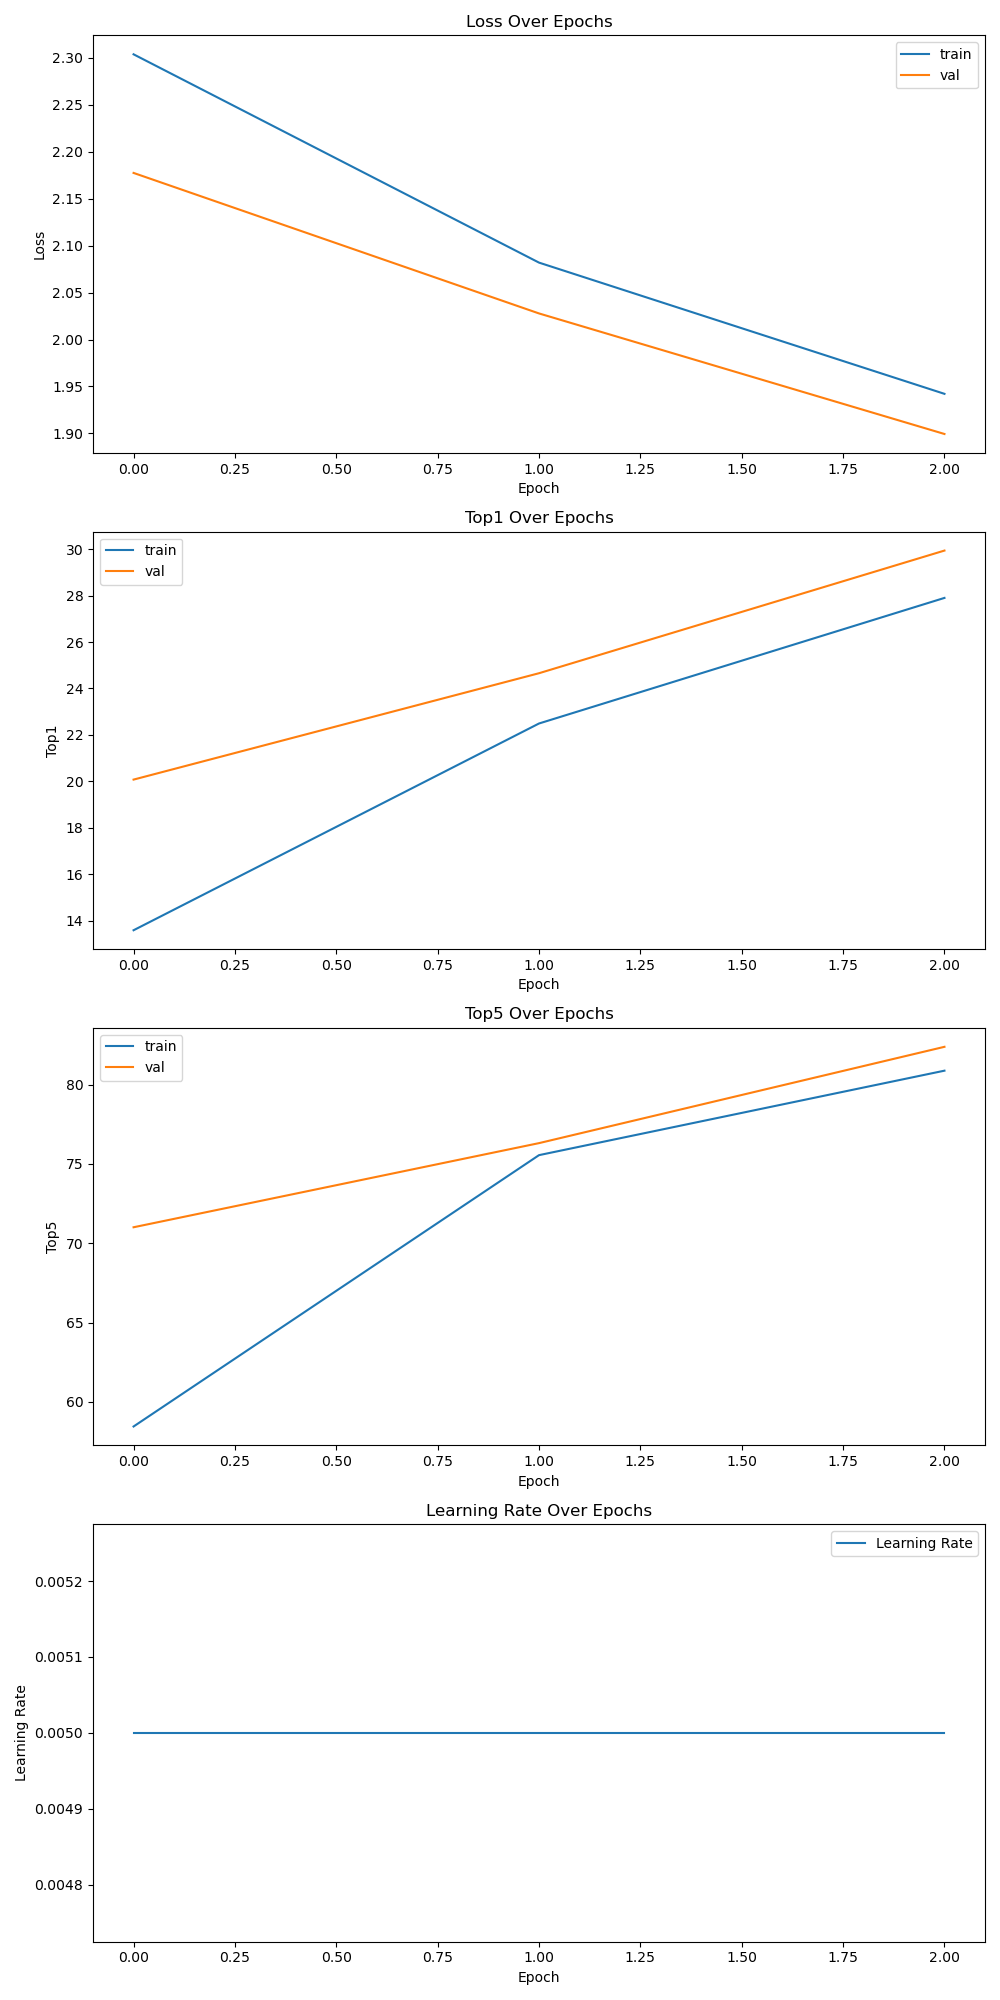 Loss Over Epochs
train
val
2.30
2.25
2.20
2.15
2.10
2.05
2.00
1.95
1.90
Loss
0.00 0.25 0.50 0.75 1.00 1.25 1.50 1.75 2.00
Epoch
Top1 Over Epochs
train
val
30
28
26
24
22
20
18
16
14
Top1
0.00 0.25 0.50 0.75 1.00 1.25 1.50 1.75 2.00
Epoch
Top5 Over Epochs
train
val
80
75
70
65
60
Top5
0.00 0.25 0.50 0.75 1.00 1.25 1.50 1.75 2.00
Epoch
Learning Rate Over Epochs
Learning Rate
0.0052
0.0051
0.0050
0.0049
0.0048
Learning Rate
0.00 0.25 0.50 0.75 1.00 1.25 1.50 1.75 2.00
Epoch